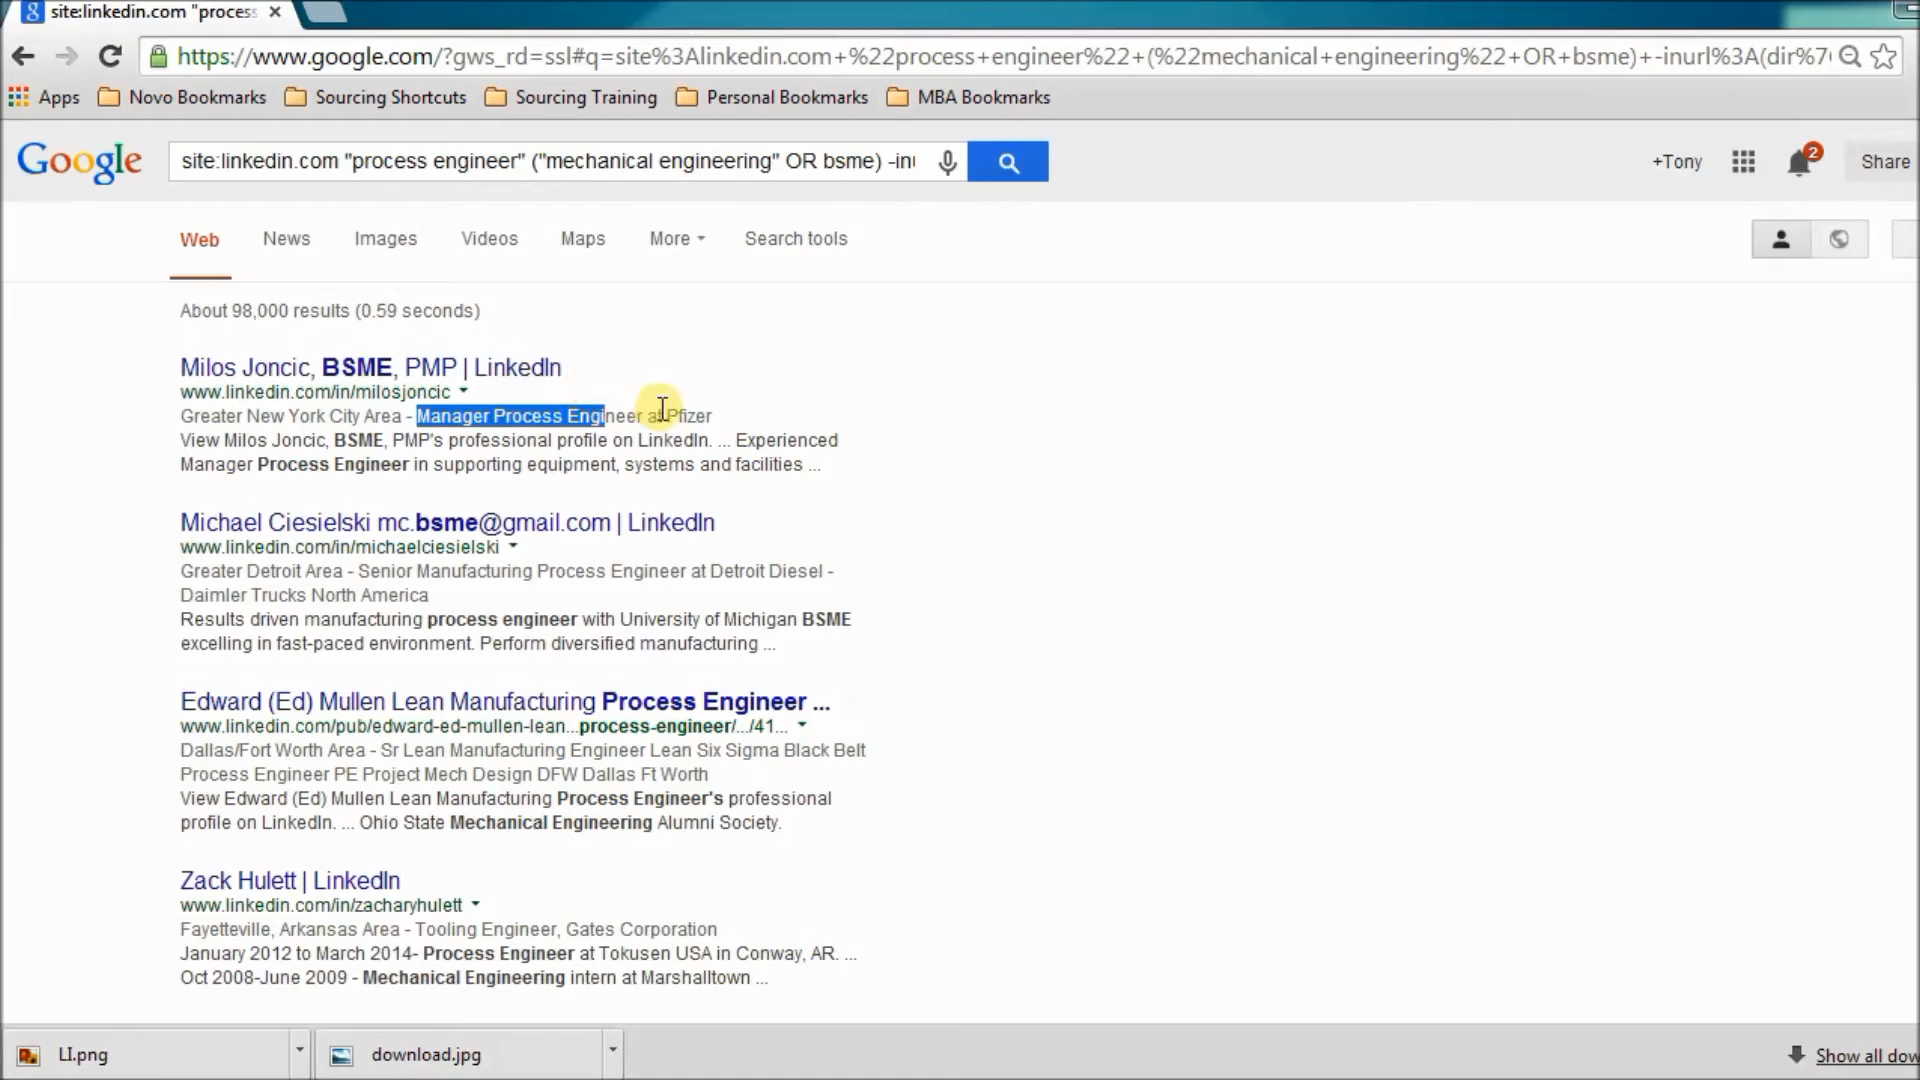 site:linkedin.com "process
https://www.google.com/?gws_rd=ssl#q=site%3Alinkedin.com+%22process+engineer%22+(%22mechanical+engineering%22+OR+bsme)+-inurl%3A(dir%7
Apps Novo Bookmarks Sourcing Shortcuts Sourcing Training Personal Bookmarks MBA Bookmarks
Google site:linkedin.com "process engineer" ("mechanical engineering" OR bsme) -inu +Tony 2 Share
Web News Images Videos Maps More Search tools
About 98,000 results (0.59 seconds)
Milos Joncic, BSME, PMP | LinkedIn
www.linkedin.com/in/milosjoncic
Greater New York City Area - Manager Process Engineer at Pfizer
View Milos Joncic, BSME, PMP's professional profile on LinkedIn. ... Experienced
Manager Process Engineer in supporting equipment, systems and facilities ...
Michael Ciesielski mc.bsme@gmail.com | LinkedIn
www.linkedin.com/in/michaelciesielski
Greater Detroit Area - Senior Manufacturing Process Engineer at Detroit Diesel -
Daimler Trucks North America
Results driven manufacturing process engineer with University of Michigan BSME
excelling in fast-paced environment. Perform diversified manufacturing ...
Edward (Ed) Mullen Lean Manufacturing Process Engineer ...
www.linkedin.com/pub/edward-ed-mullen-lean...process-engineer/.../41...
Dallas/Fort Worth Area - Sr Lean Manufacturing Engineer Lean Six Sigma Black Belt
Process Engineer PE Project Mech Design DFW Dallas Ft Worth
View Edward (Ed) Mullen Lean Manufacturing Process Engineer's professional
profile on LinkedIn. ... Ohio State Mechanical Engineering Alumni Society.
Zack Hulett | LinkedIn
www.linkedin.com/in/zacharyhulett
Fayetteville, Arkansas Area - Tooling Engineer, Gates Corporation
January 2012 to March 2014- Process Engineer at Tokusen USA in Conway, AR. ...
Oct 2008-June 2009 - Mechanical Engineering intern at Marshalltown ...
LI.png download.jpg Show all dow